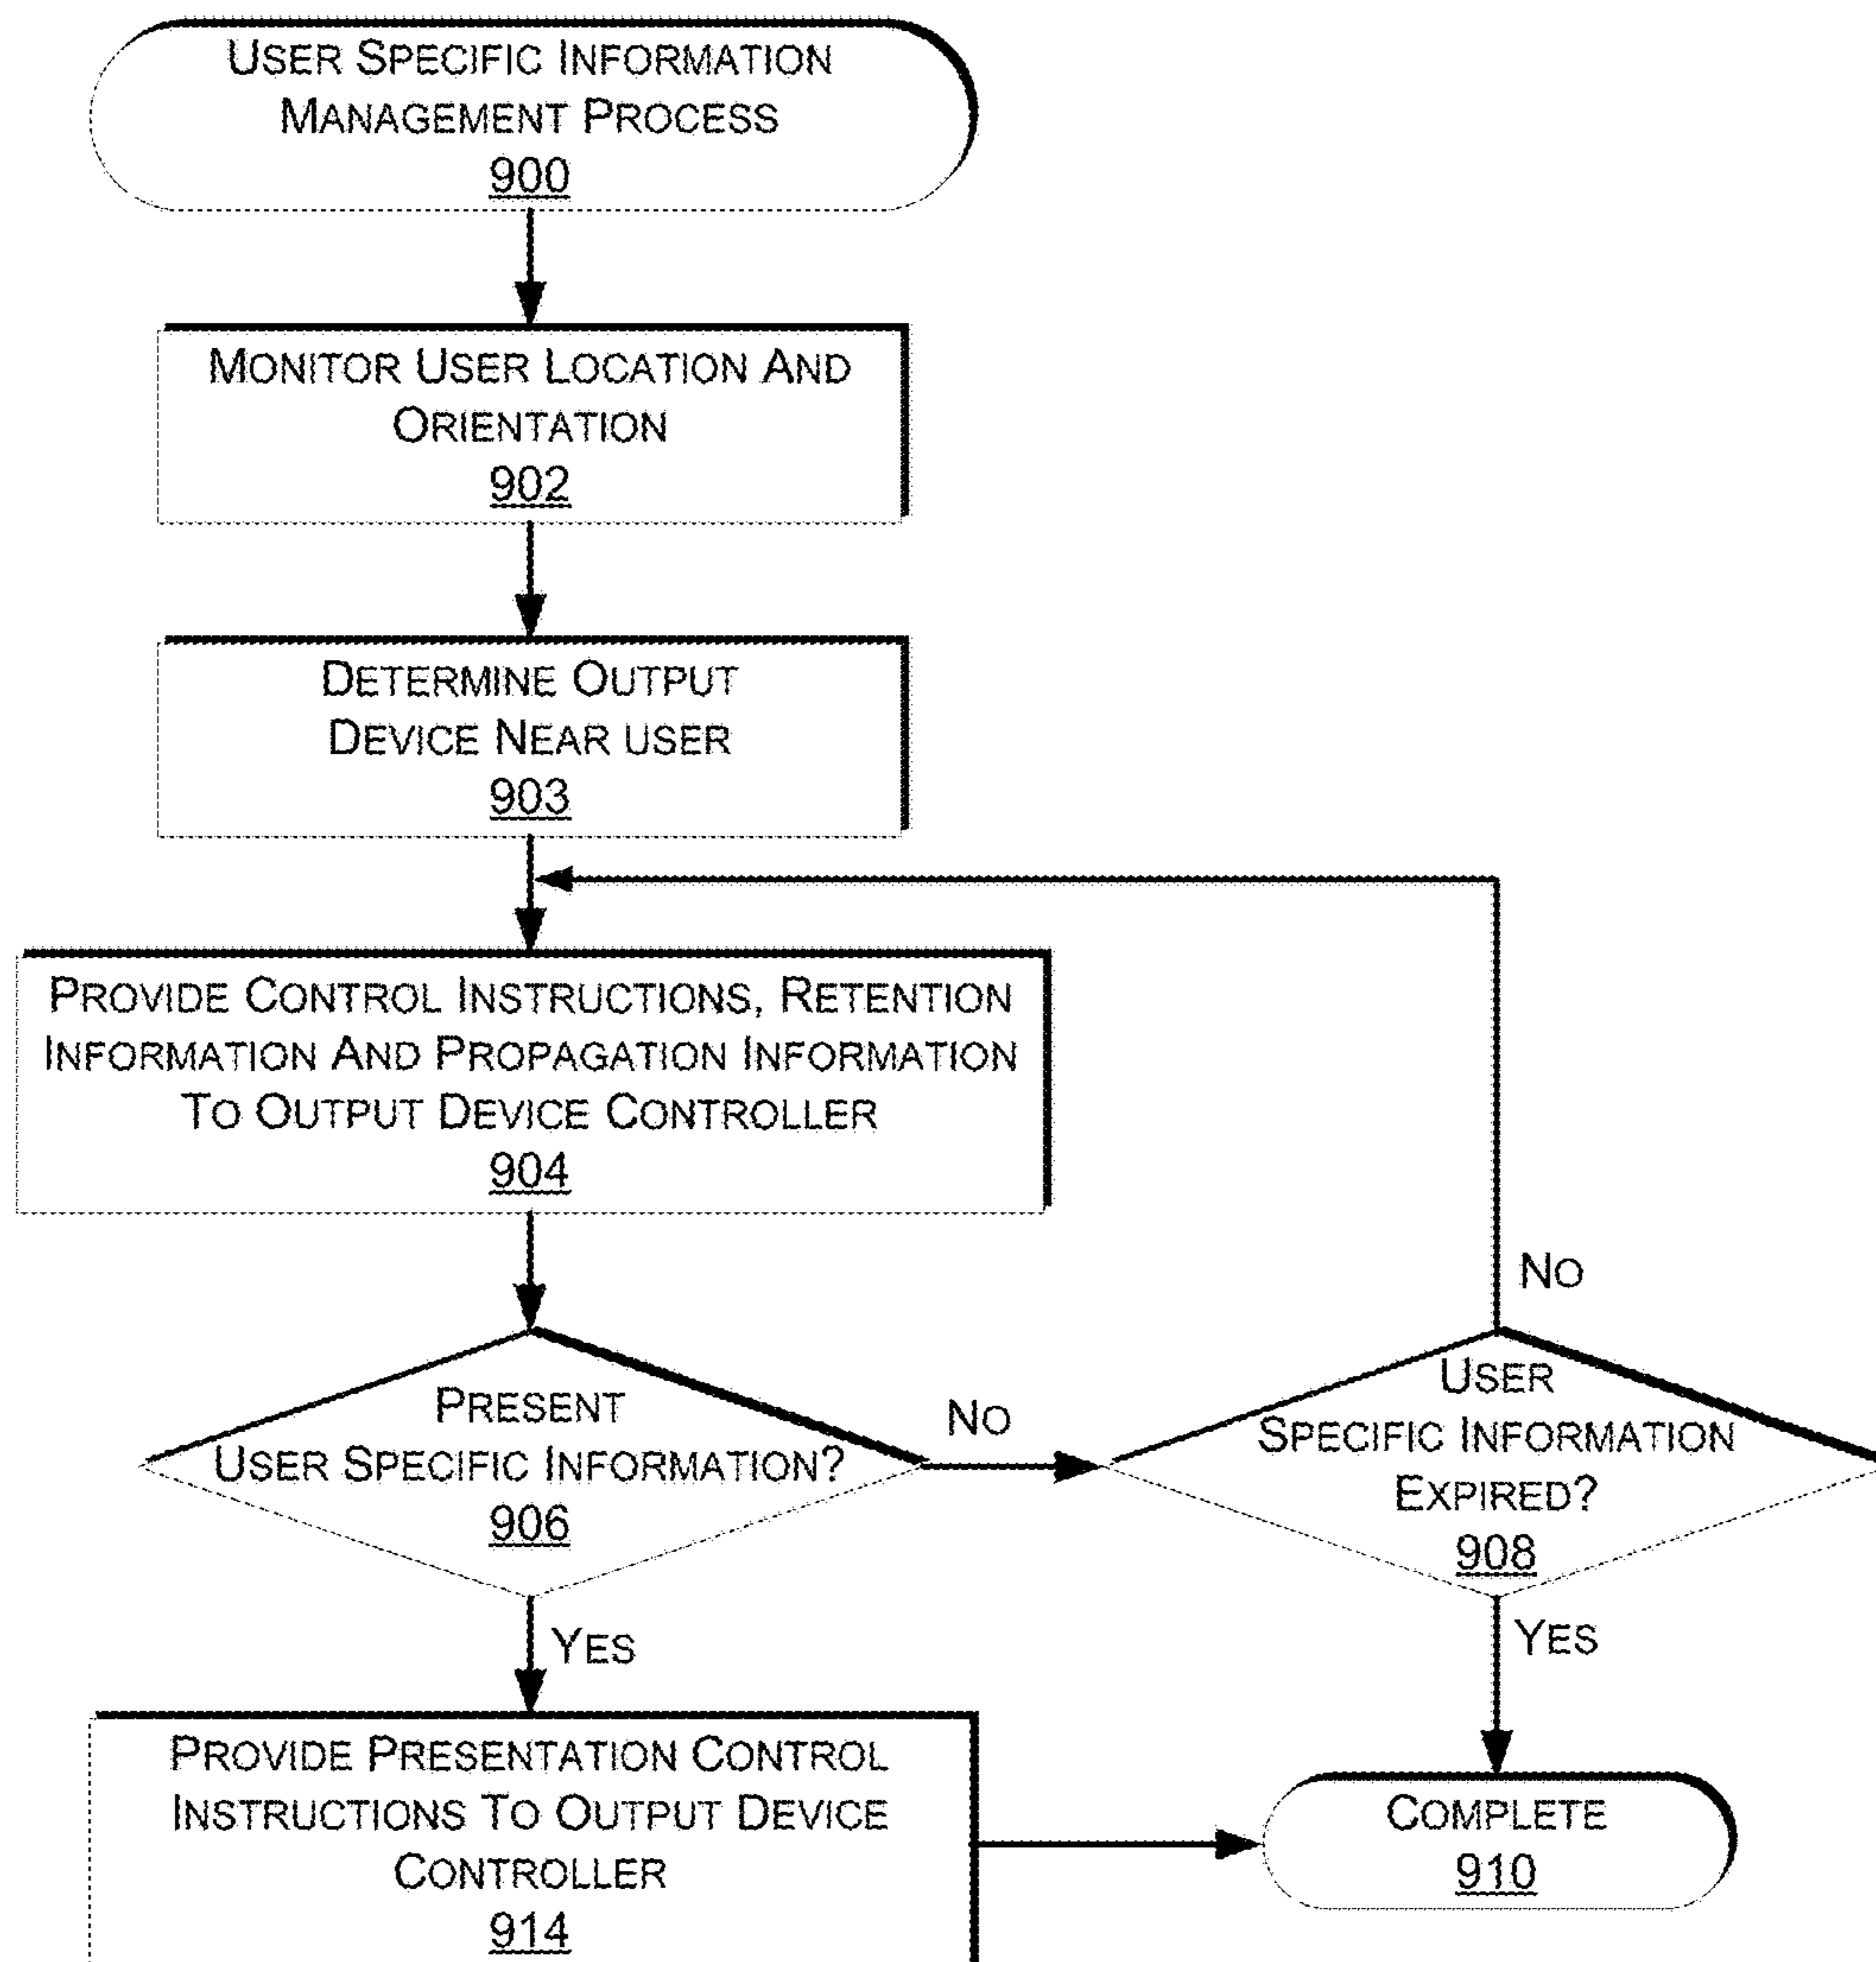 USER SPECIFIC INFORMATION
MANAGEMENT PROCESS
900
MONITOR USER LOCATION AND
ORIENTATION
902
DETERMINE OUTPUT
DEVICE NEAR USER
903
PROVIDE CONTROL INSTRUCTIONS, RETENTION
INFORMATION AND PROPAGATION INFORMATION
TO OUTPUT DEVICE CONTROLLER
904
PRESENT
USER SPECIFIC INFORMATION?
906
NO
USER
SPECIFIC INFORMATION
EXPIRED?
908
NO
YES
YES
PROVIDE PRESENTATION CONTROL
INSTRUCTIONS TO OUTPUT DEVICE
CONTROLLER
914
COMPLETE
910